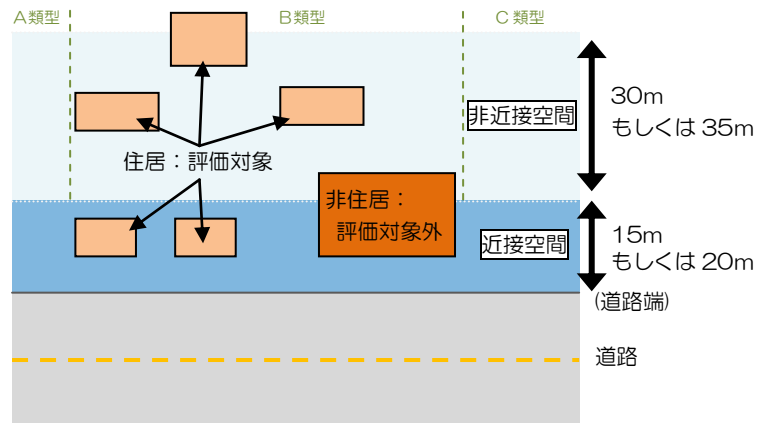 A類型
B類型
C類型
30m
もしくは 35m
非近接空間
住居：評価対象
非住居：
評価対象外
近接空間
15m
もしくは 20m
(道路端)
道路